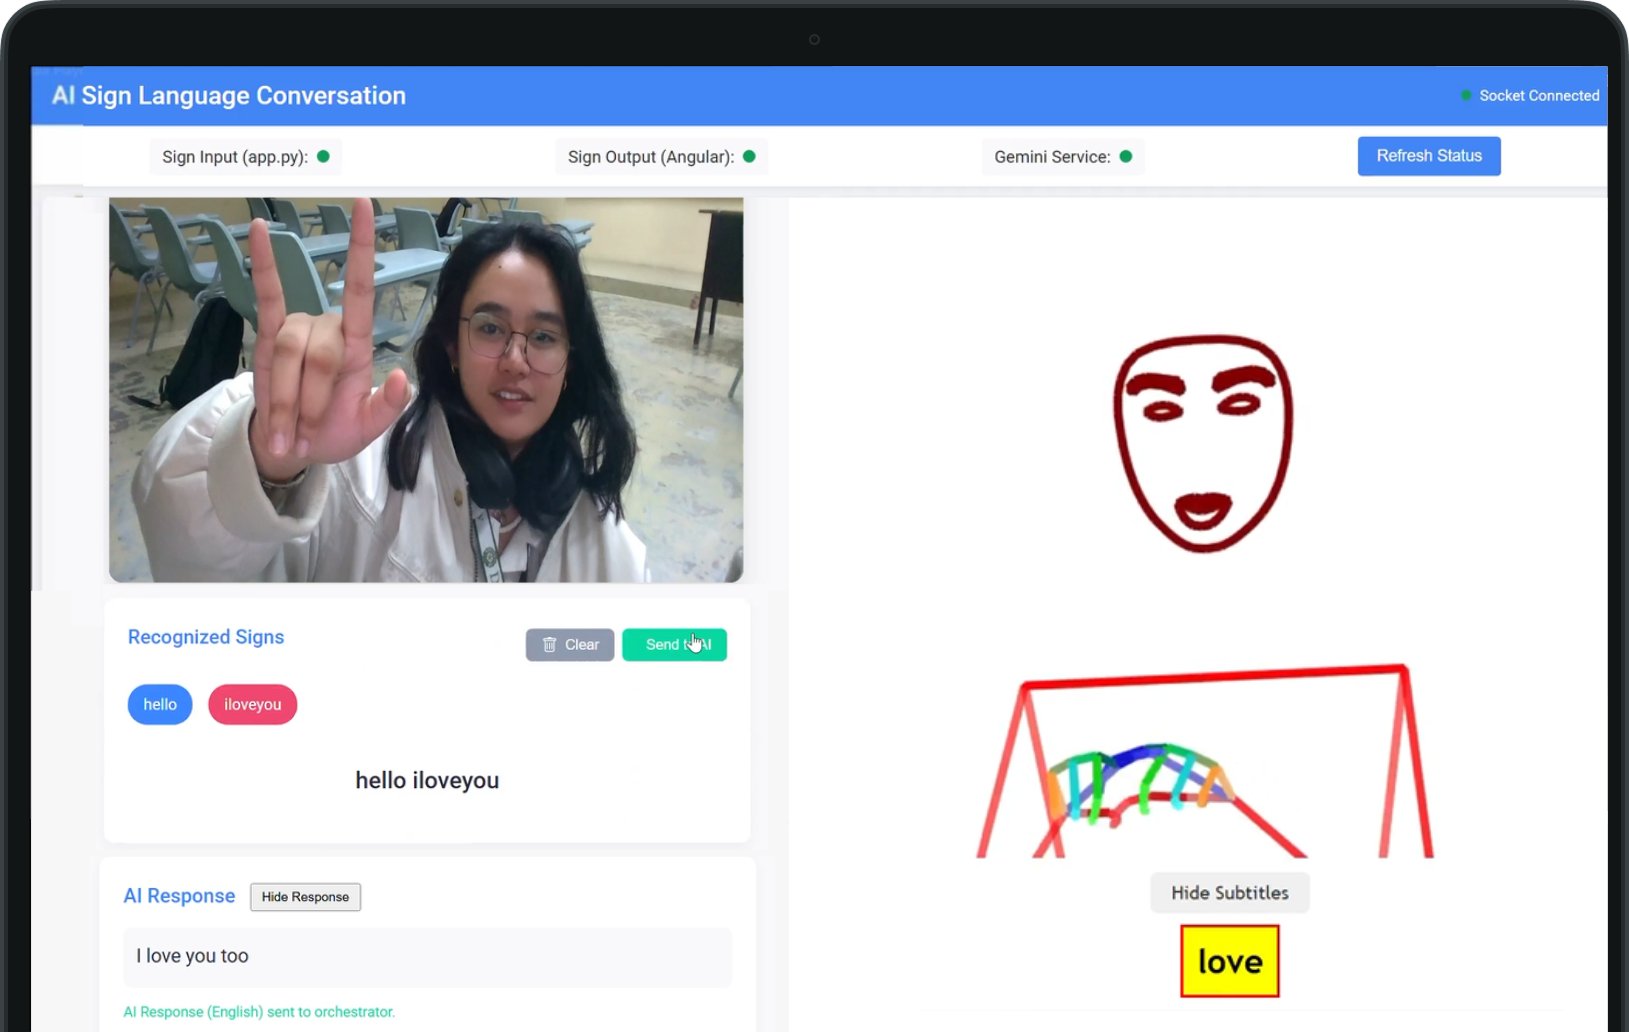 AI Sign Language Conversation
Socket Connected
Sign Input (app.py):
Sign Output (Angular):
Gemini Service:
Refresh Status
Recognized Signs
Clear
Send to AI
hello
iloveyou
hello iloveyou
AI Response
Hide Response
I love you too
AI Response (English) sent to orchestrator.
Hide Subtitles
love